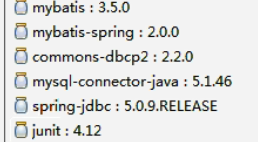 mybatis : 3.5.0
mybatis-spring : 2.0.0
commons-dbcp2 : 2.2.0
mysql-connector-java : 5.1.46
spring-jdbc : 5.0.9.RELEASE
junit : 4.12